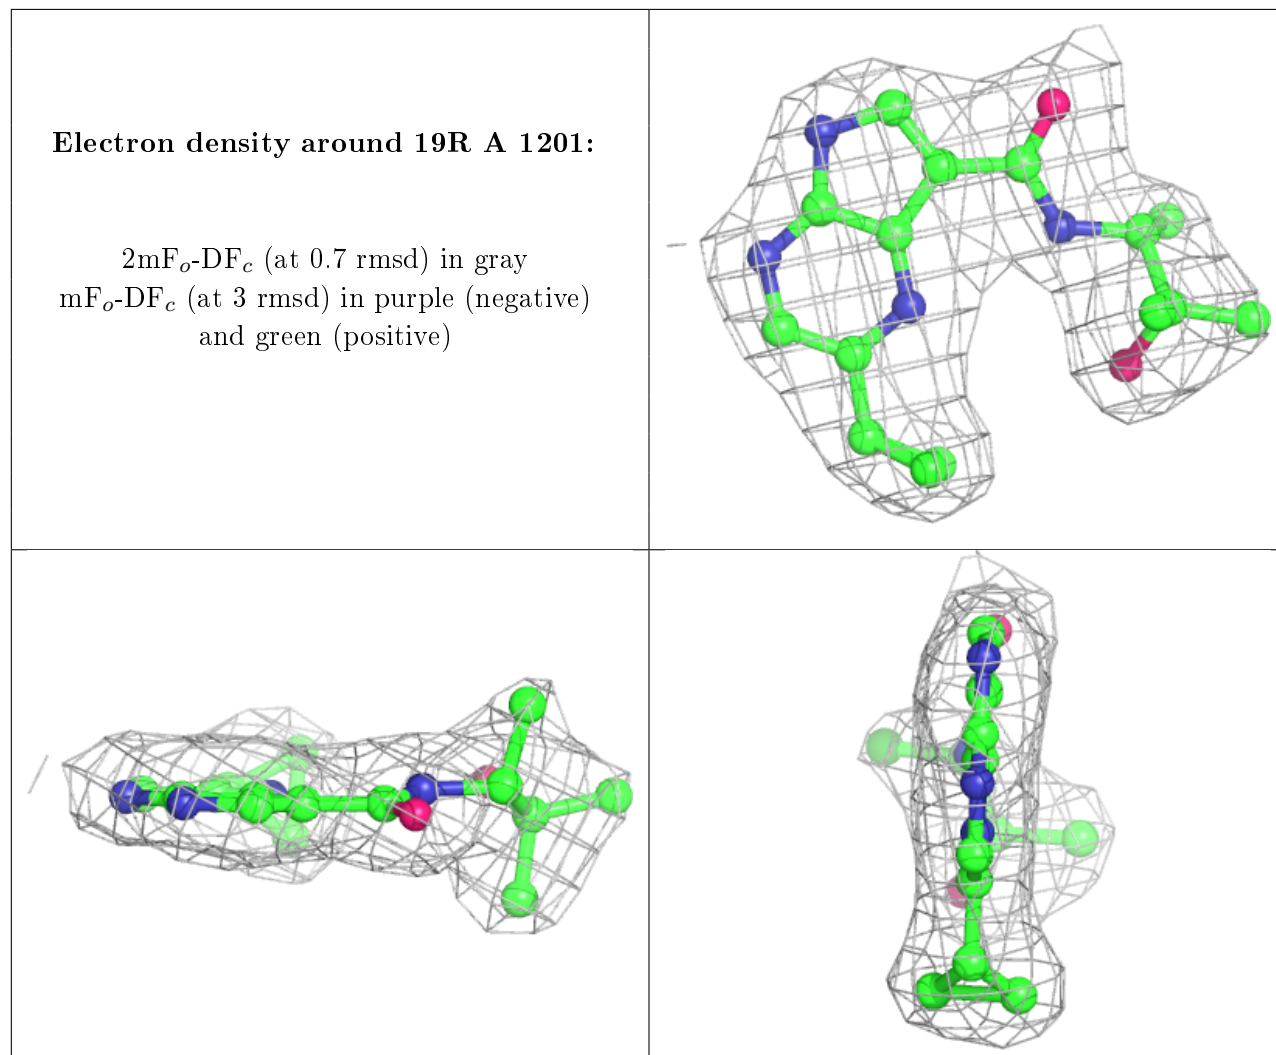 Electron density around 19R A 1201:
2mFₒ-DF𝒸 (at 0.7 rmsd) in gray
mFₒ-DF𝒸 (at 3 rmsd) in purple (negative)
and green (positive)